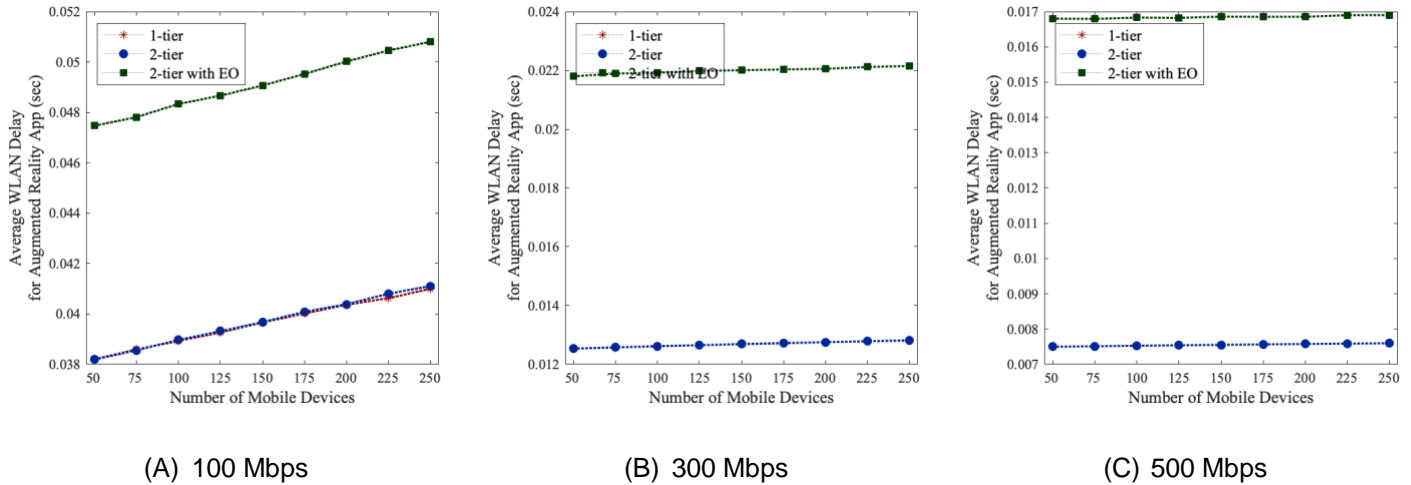 0.052
0.05
0.048
0.046
0.044
0.042
0.04
0.038
50 75 100 125 150 175 200 225 250
Number of Mobile Devices
Average WLAN Delay
for Augmented Reality App (sec)
1-tier
2-tier
2-tier with EO
(A) 100 Mbps
0.024
0.022
0.02
0.018
0.016
0.014
0.012
50 75 100 125 150 175 200 225 250
Number of Mobile Devices
Average WLAN Delay
for Augmented Reality App (sec)
1-tier
2-tier
2-tier with EO
(B) 300 Mbps
0.017
0.016
0.015
0.014
0.013
0.012
0.011
0.01
0.009
0.008
0.007
50 75 100 125 150 175 200 225 250
Number of Mobile Devices
Average WLAN Delay
for Augmented Reality App (sec)
1-tier
2-tier
2-tier with EO
(C) 500 Mbps